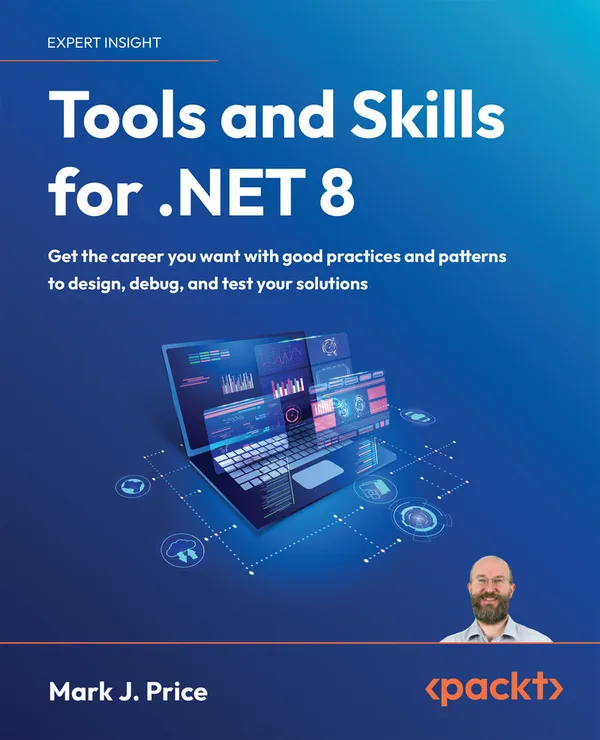 EXPERT INSIGHT
Tools and Skills
for .NET 8
Get the career you want with good practices and patterns
to design, debug, and test your solutions
Mark J. Price
<packt>